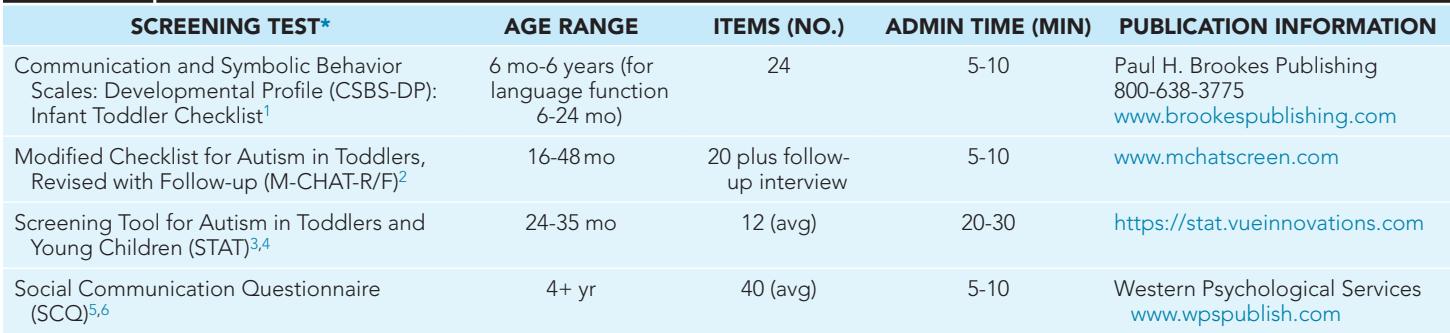 SCREENING TEST* AGE RANGE ITEMS (NO.) ADMIN TIME (MIN) PUBLICATION INFORMATION
Communication and Symbolic Behavior 6 mo-6 years (for 24 5-10 Paul H. Brookes Publishing
Scales: Developmental Profile (CSBS-DP): language function 800-638-3775
Infant Toddler Checklist1 6-24 mo) www.brookespublishing.com
Modified Checklist for Autism in Toddlers, 16-48 mo 20 plus follow- 5-10 www.mchatscreen.com
Revised with Follow-up (M-CHAT-R/F)2 up interview
Screening Tool for Autism in Toddlers and 24-35 mo 12 (avg) 20-30 https://stat.vueinnovations.com
Young Children (STAT)3,4
Social Communication Questionnaire 4+ yr 40 (avg) 5-10 Western Psychological Services
(SCQ)5,6 www.wpspublish.com